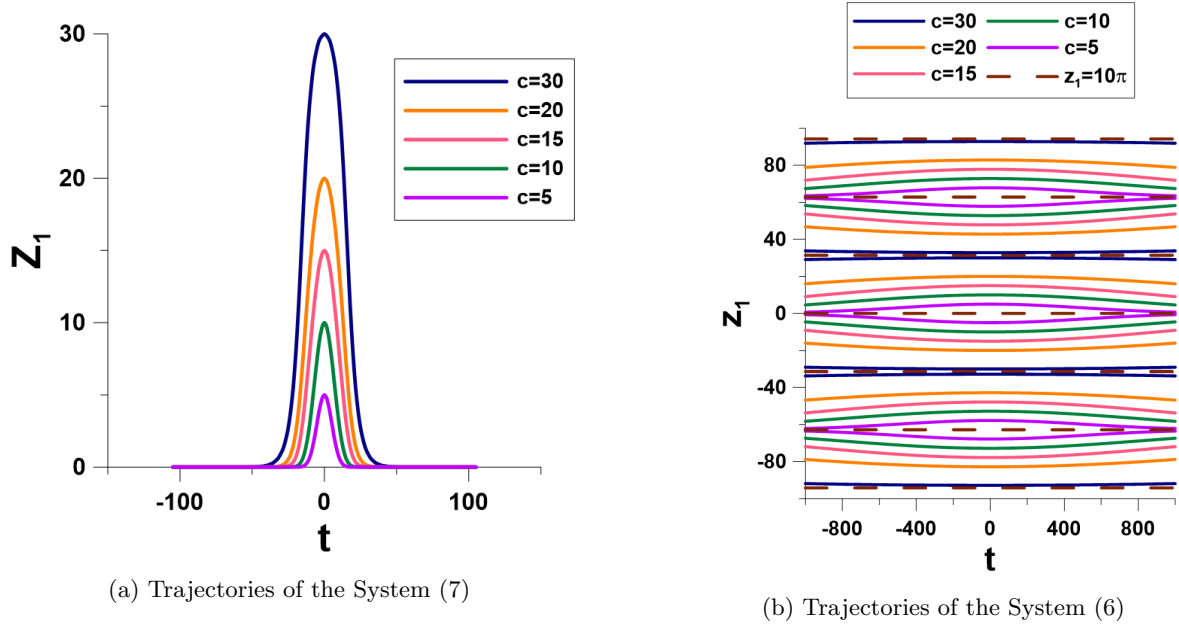 30
20
10
0
Z1
-100
0
100
t
c=30
c=20
c=15
c=10
c=5
(a) Trajectories of the System (7)
c=30
c=10
c=20
c=5
c=15
z1=10π
80
40
0
-40
-80
z1
-800
-400
0
400
800
t
(b) Trajectories of the System (6)